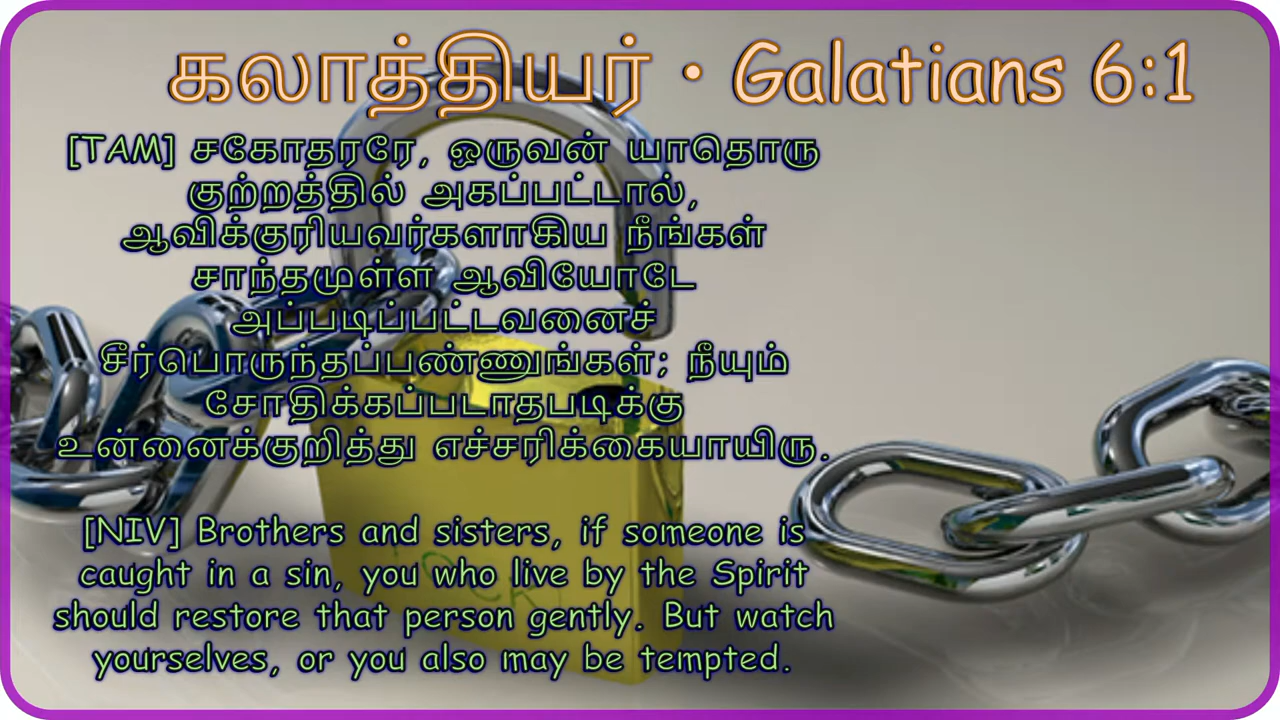 கலாத்தியர் • Galatians 6:1
[TAM] சகோதரரே, ஒருவன் யாதொரு
குற்றத்தில் அகப்பட்டால்,
ஆவிக்குரியவர்களாகிய நீங்கள்
சாந்தமுள்ள ஆவியோடே
அப்படிப்பட்டவனைச்
சீர்பொருந்தப்பண்ணுங்கள்; நீயும்
சோதிக்கப்படாதபடிக்கு
உன்னைக்குறித்து எச்சரிக்கையாயிரு.
[NIV] Brothers and sisters, if someone is
caught in a sin, you who live by the Spirit
should restore that person gently. But watch
yourselves, or you also may be tempted.